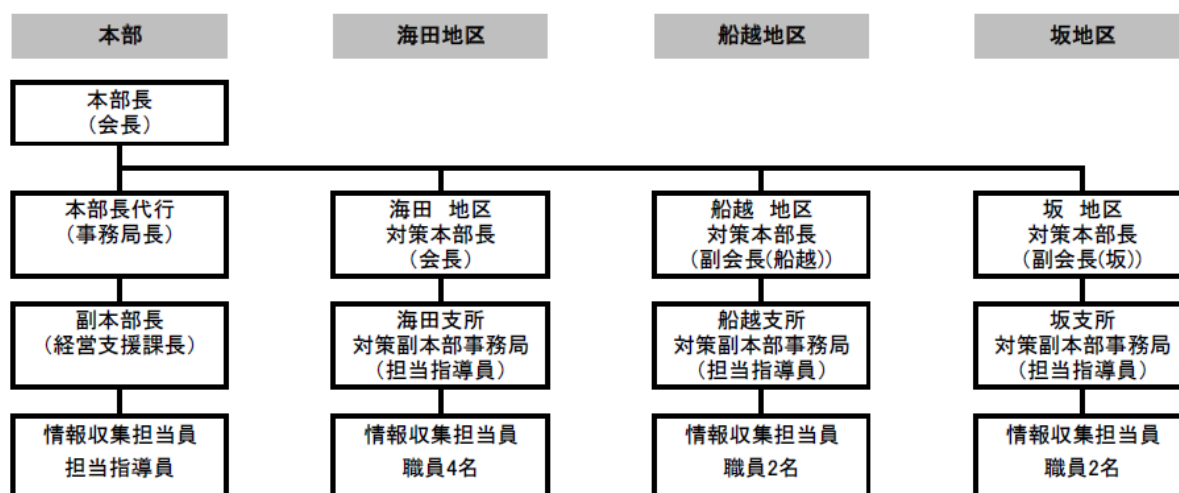 本部
海田地区
船越地区
坂地区
本部長
(会長)
本部長代行
(事務局長)
海田 地区
対策本部長
(会長)
船越 地区
対策本部長
(副会長(船越))
坂 地区
対策本部長
(副会長(坂))
副本部長
(経営支援課長)
海田支所
対策副本部事務局
(担当指導員)
船越支所
対策副本部事務局
(担当指導員)
坂支所
対策副本部事務局
(担当指導員)
情報収集担当員
担当指導員
情報収集担当員
職員4名
情報収集担当員
職員2名
情報収集担当員
職員2名